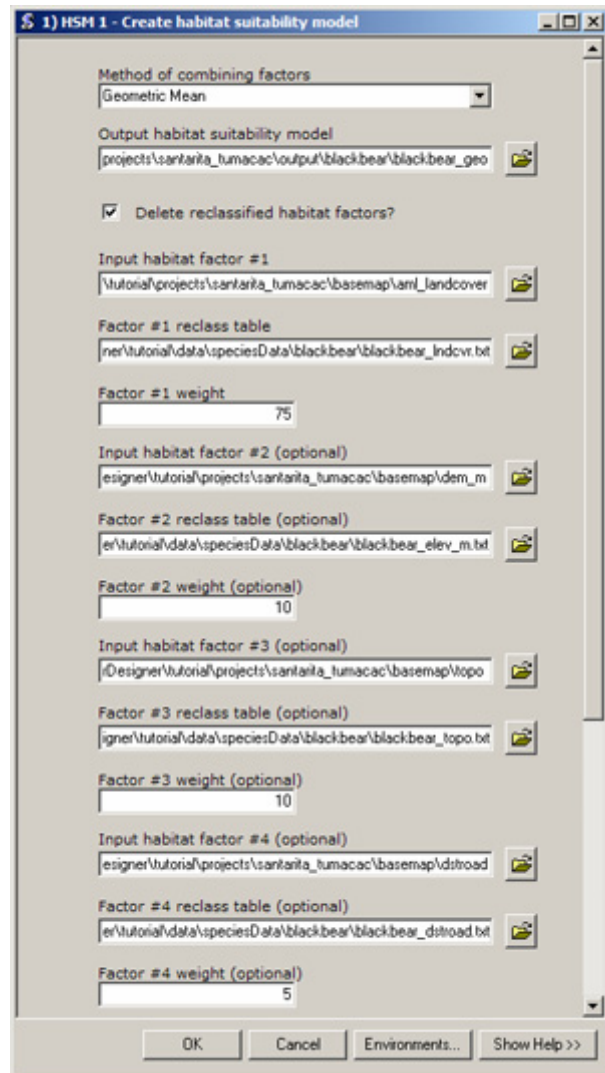 1) HSM 1 - Create habitat suitability model
Method of combining factors
Geometric Mean
Output habitat suitability model
projects\santarita_tumacac\output\blackbear\blackbear_geo
Delete reclassified habitat factors?
Input habitat factor #1
\tutorial\projects\santarita_tumacac\basemap\aml_landcover
Factor #1 reclass table
ner\tutorial\data\speciesData\blackbear\blackbear_lndcvr.txt
Factor #1 weight
75
Input habitat factor #2 (optional)
esigner\tutorial\projects\santarita_tumacac\basemap\dem_m
Factor #2 reclass table (optional)
er\tutorial\data\speciesData\blackbear\blackbear_elev_m.txt
Factor #2 weight (optional)
10
Input habitat factor #3 (optional)
rDesigner\tutorial\projects\santarita_tumacac\basemap\topo
Factor #3 reclass table (optional)
igner\tutorial\data\speciesData\blackbear\blackbear_topo.txt
Factor #3 weight (optional)
10
Input habitat factor #4 (optional)
esigner\tutorial\projects\santarita_tumacac\basemap\dstroad
Factor #4 reclass table (optional)
er\tutorial\data\speciesData\blackbear\blackbear_dstroad.txt
Factor #4 weight (optional)
5
OK Cancel Environments... Show Help >>